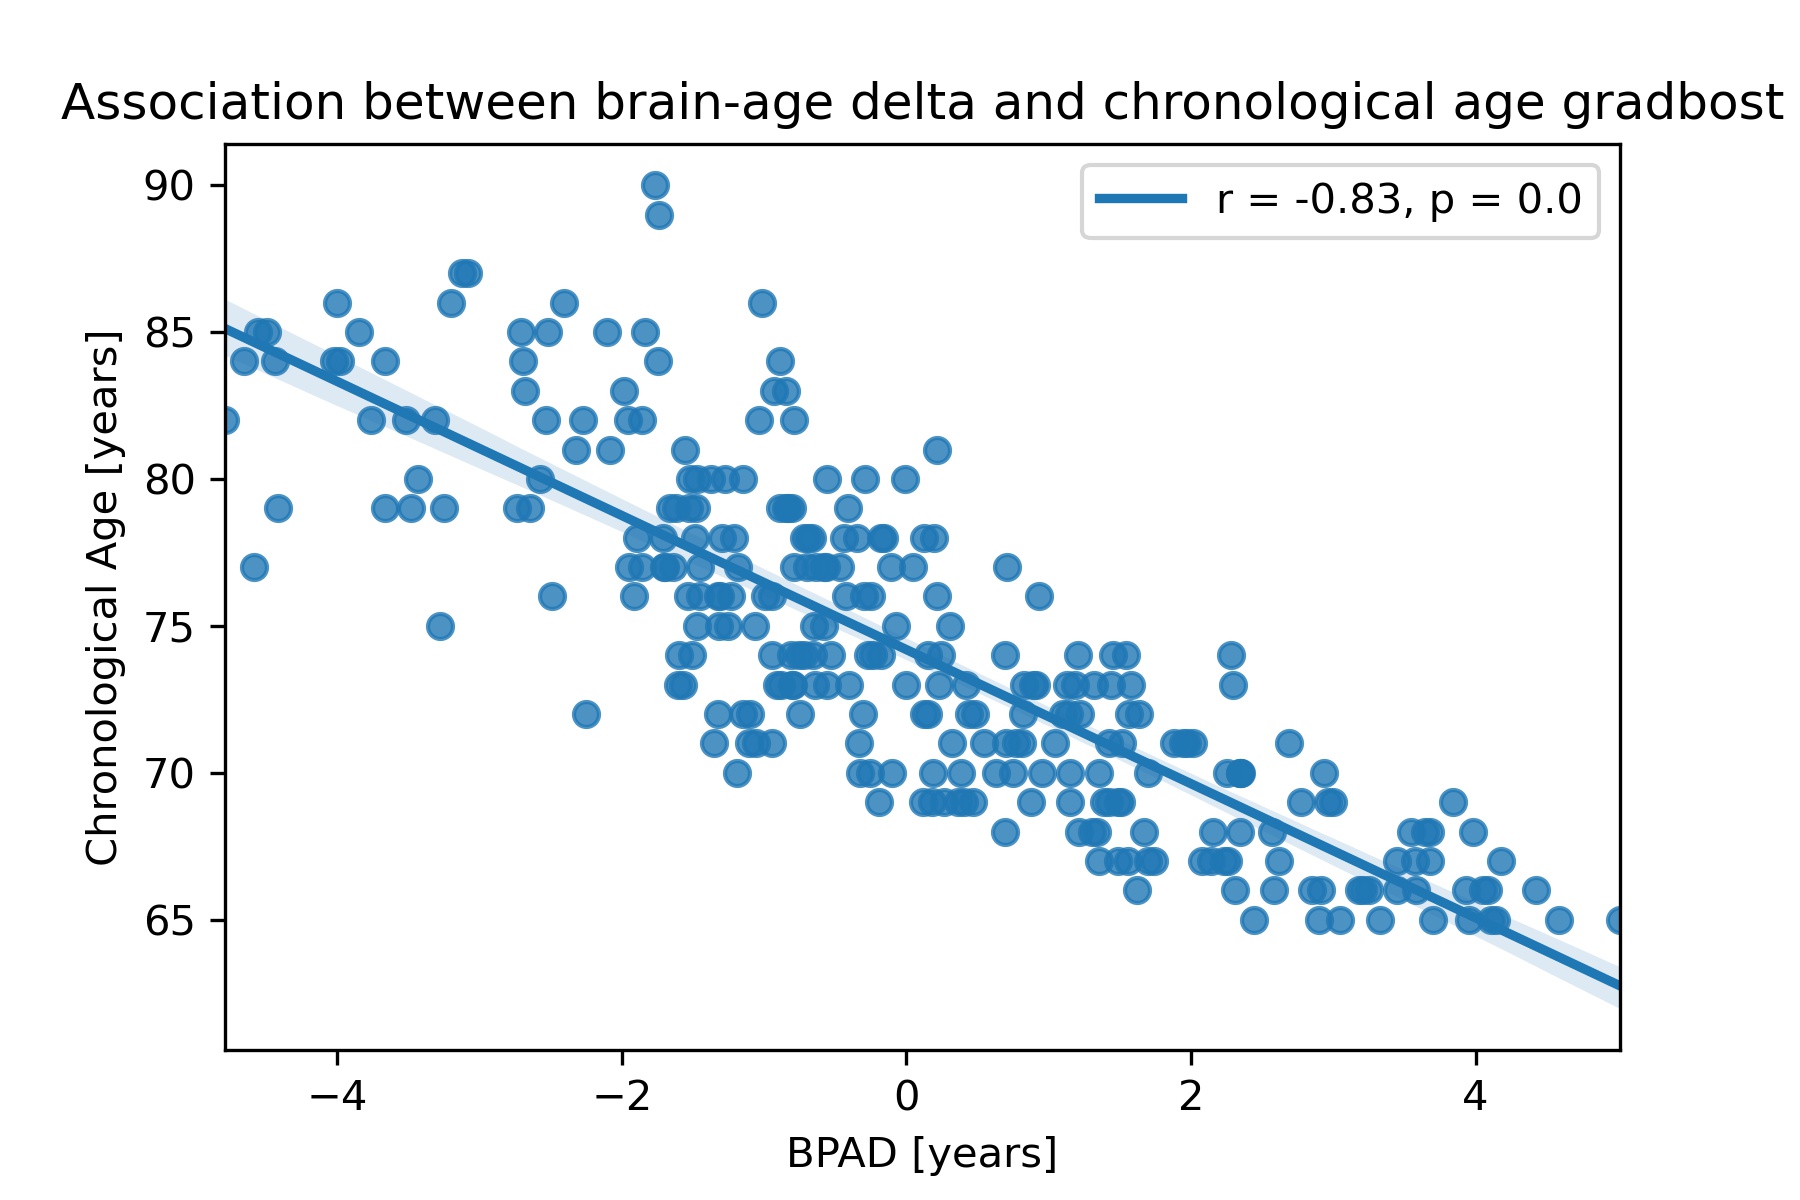 Association between brain-age delta and chronological age gradbost
r = -0.83, p = 0.0
Chronological Age [years]
90
85
80
75
70
65
−4
−2
0
2
4
BPAD [years]